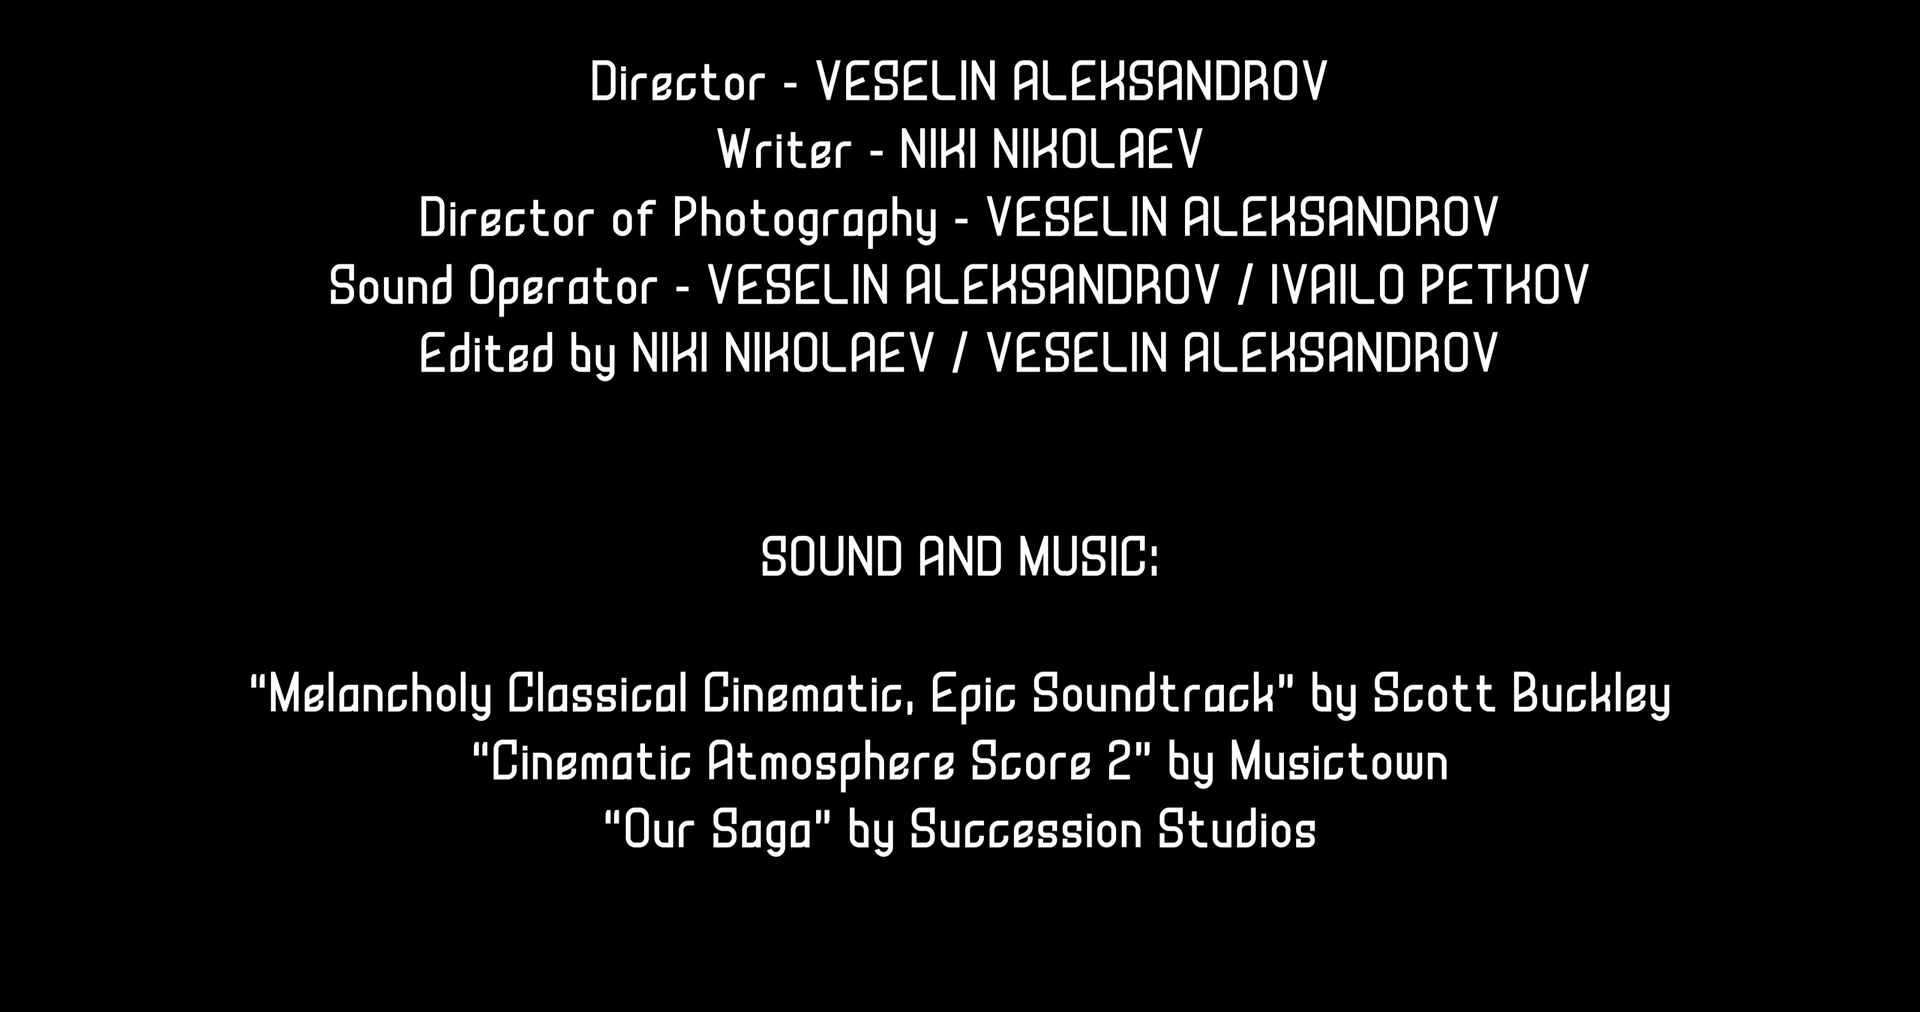 Director - VESELIN ALEKSANDROV
Writer - NIKI NIKOLAEV
Director of Photography - VESELIN ALEKSANDROV
Sound Operator - VESELIN ALEKSANDROV / IVAILO PETKOV
Edited by NIKI NIKOLAEV / VESELIN ALEKSANDROV
SOUND AND MUSIC:
“Melancholy Classical Cinematic, Epic Soundtrack” by Scott Buckley
“Cinematic Atmosphere Score 2” by Musictown
“Our Saga” by Succession Studios